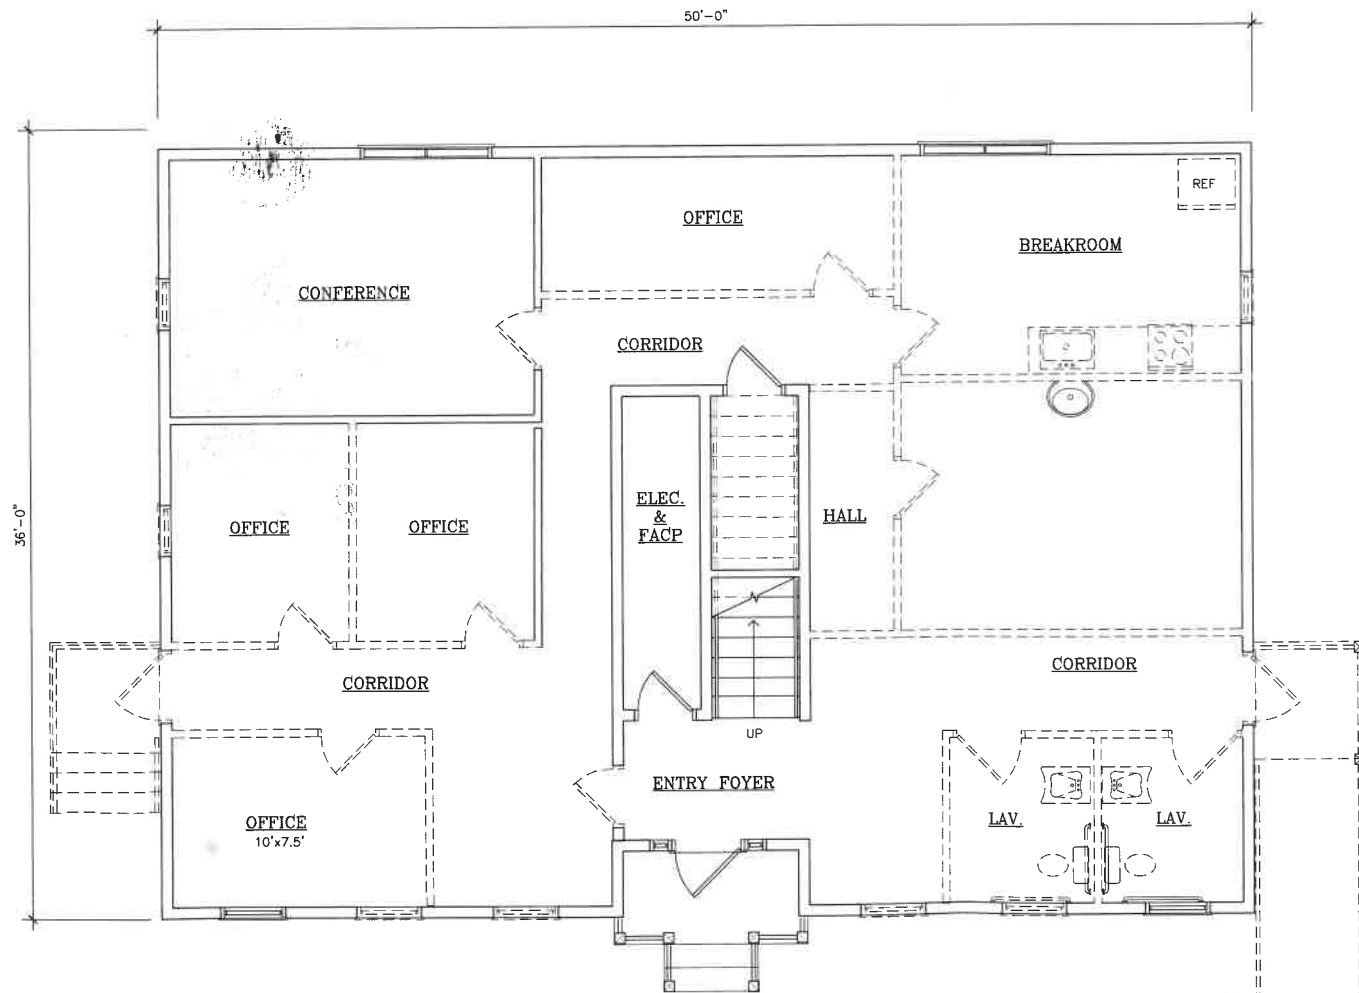 50'-0"
REF
OFFICE
BREAKROOM
CONFERENCE
CORRIDOR
36'-0"
ELEC.
&
FACP
HALL
OFFICE
OFFICE
CORRIDOR
CORRIDOR
UP
ENTRY FOYER
OFFICE
10'x7.5'
LAV.
LAV.